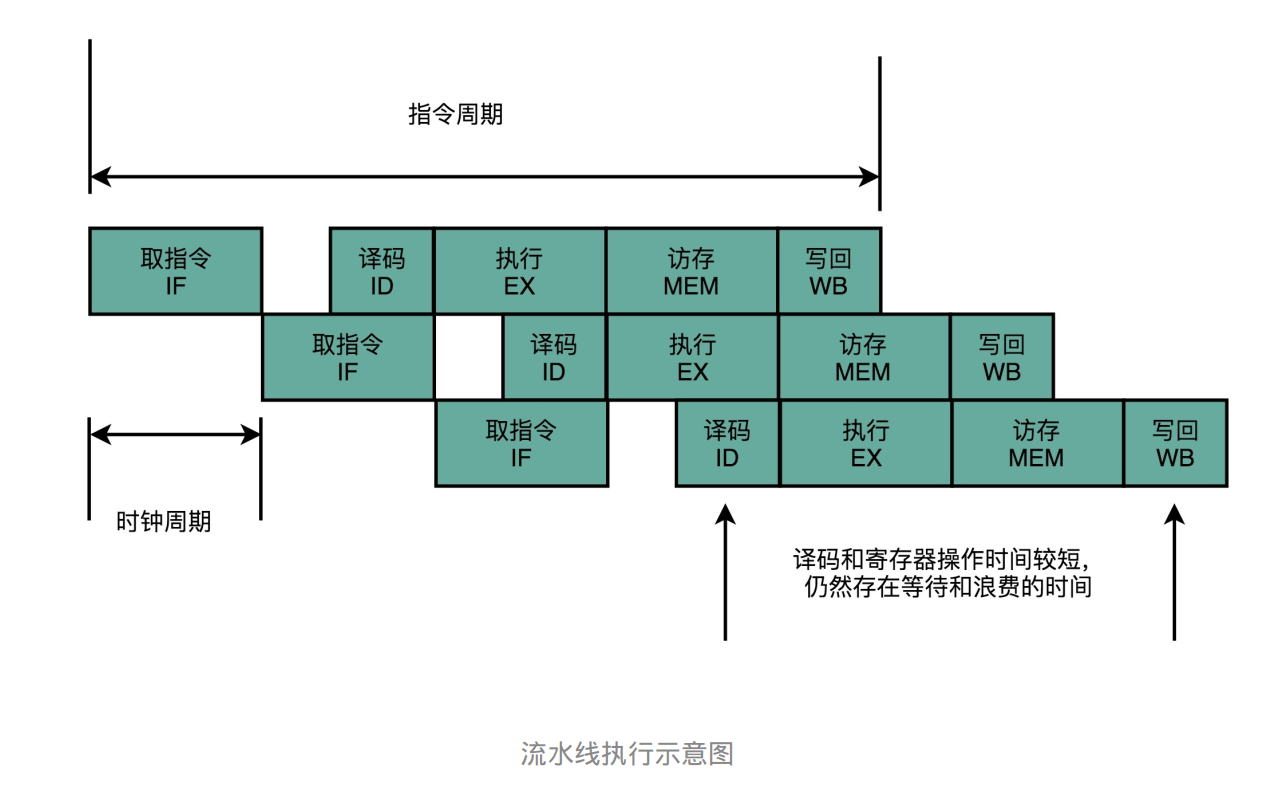 指令周期
取指令
IF
译码
ID
执行
EX
访存
MEM
写回
WB
取指令
IF
译码
ID
执行
EX
访存
MEM
写回
WB
取指令
IF
译码
ID
执行
EX
访存
MEM
写回
WB
时钟周期
译码和寄存器操作时间较短，
仍然存在等待和浪费的时间
流水线执行示意图